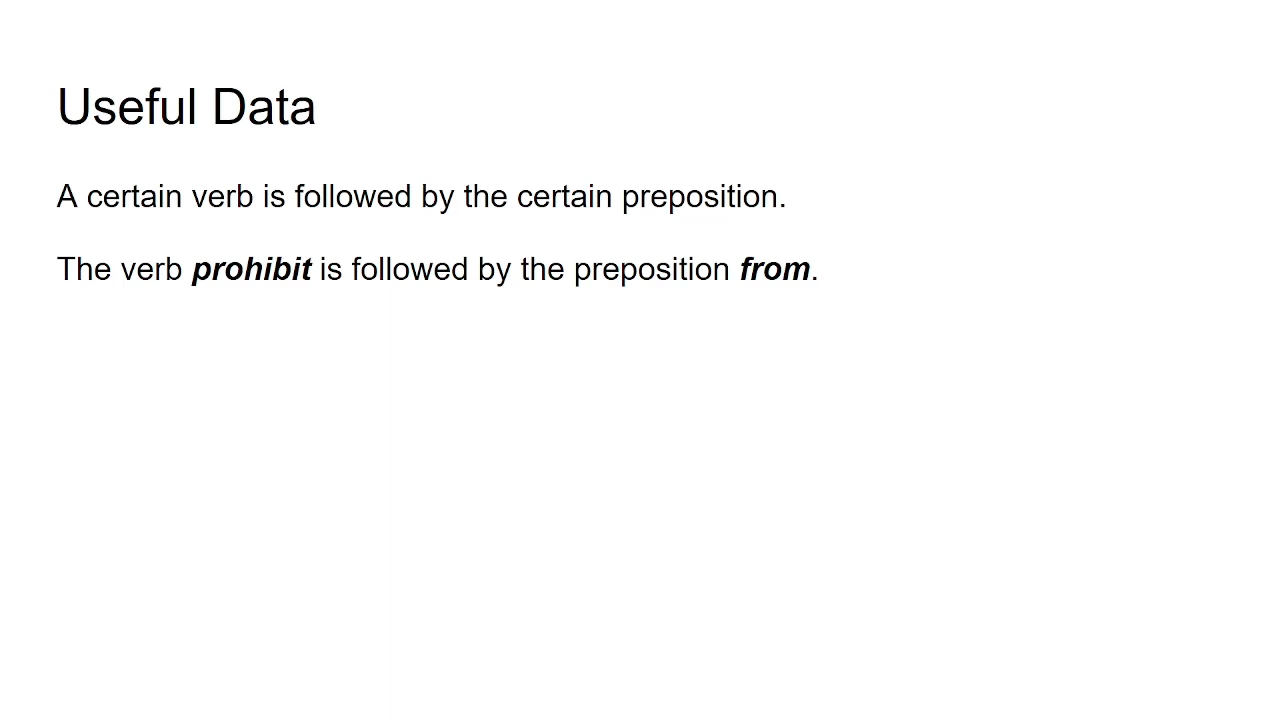 Useful Data
A certain verb is followed by the certain preposition.
The verb prohibit is followed by the preposition from.